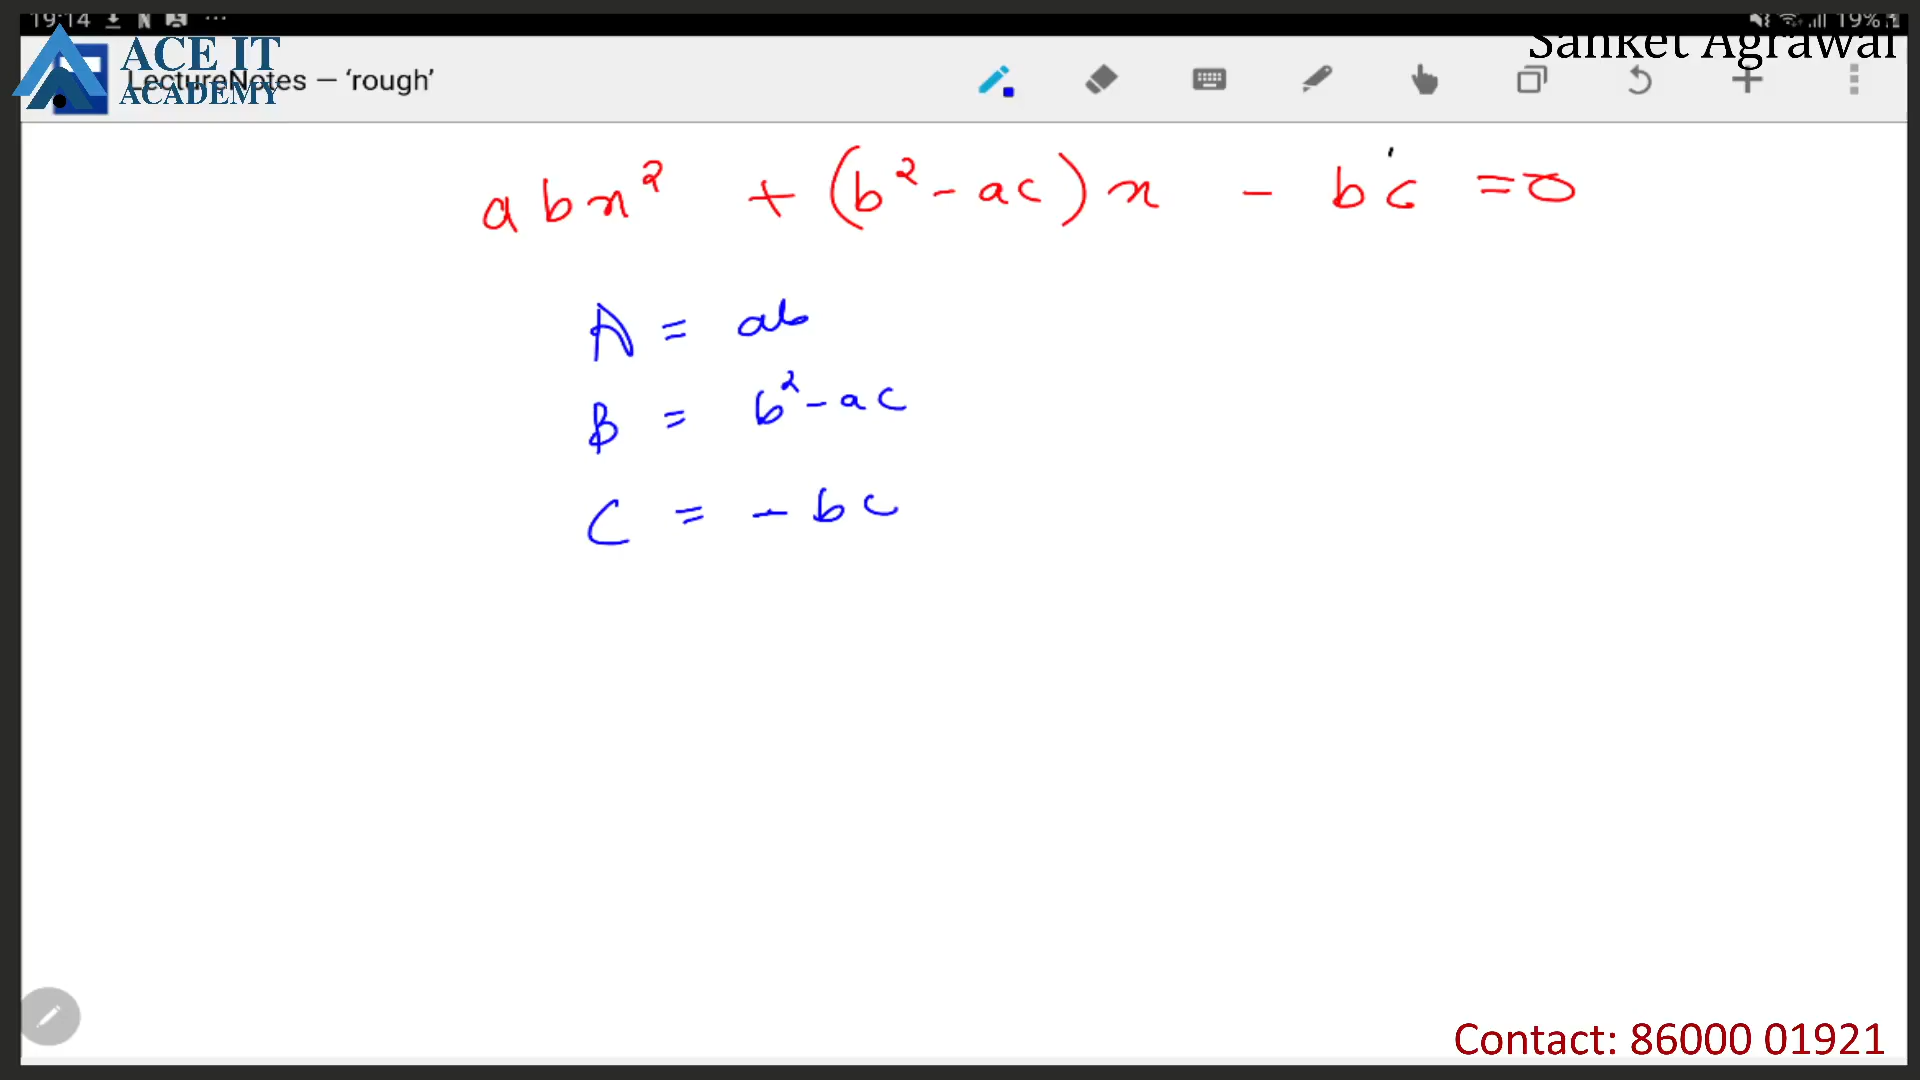 19:14 N ... 19%
ACE IT
ACADEMY
LectureNotes – ‘rough’
Sanket Agrawal
abx² + (b²-ac)x - bc =0
A = ab
B = b²-ac
C = -bc
Contact: 86000 01921